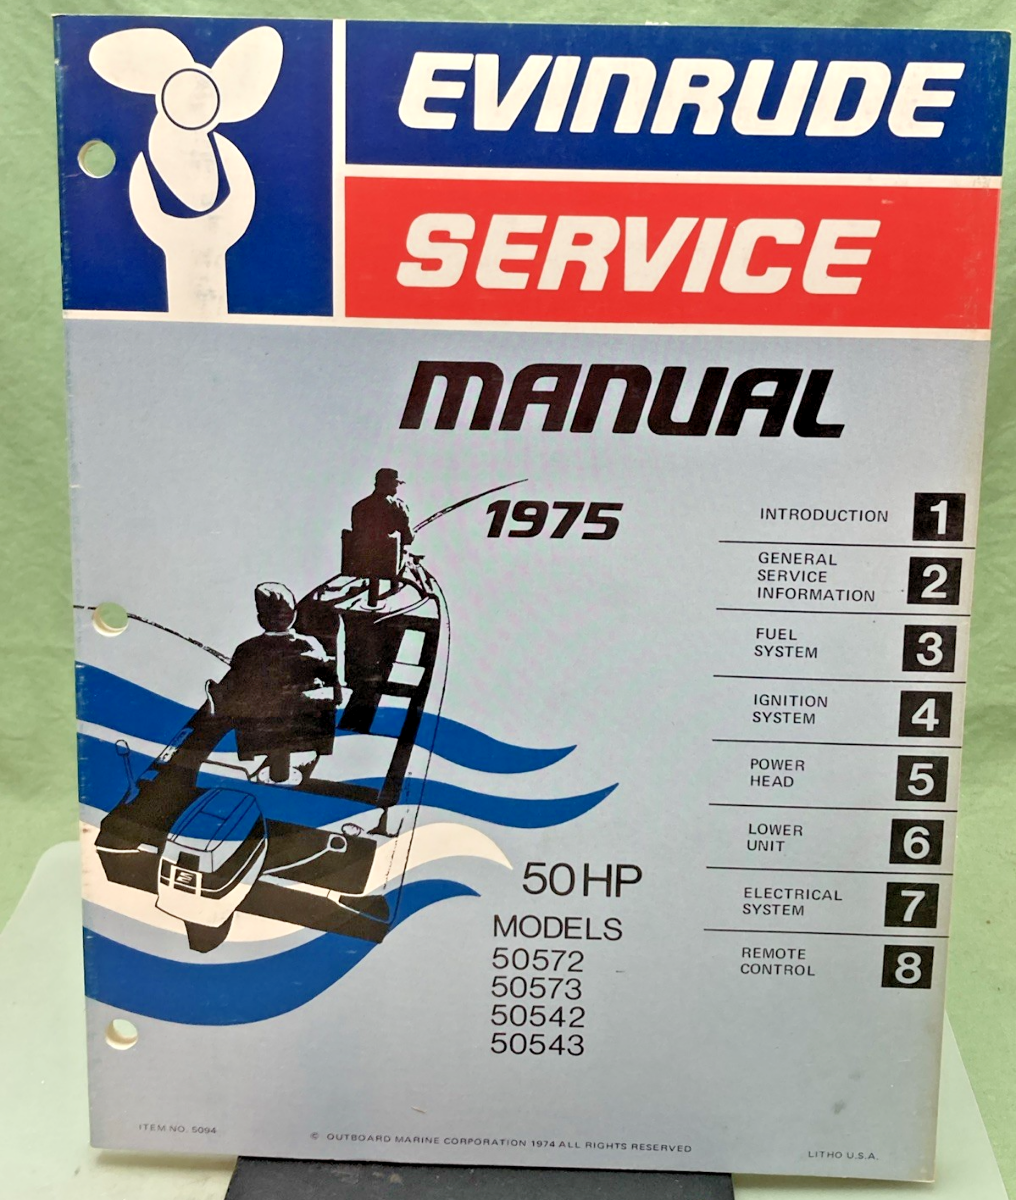 EVINRUDE
SERVICE
MANUAL
1975
INTRODUCTION 1
GENERAL
SERVICE
INFORMATION 2
FUEL
SYSTEM 3
IGNITION
SYSTEM 4
POWER
HEAD 5
LOWER
UNIT 6
ELECTRICAL
SYSTEM 7
REMOTE
CONTROL 8
50 HP
MODELS
50572
50573
50542
50543
E
ITEM NO. 5094
© OUTBOARD MARINE CORPORATION 1974 ALL RIGHTS RESERVED
LITHO U.S.A.